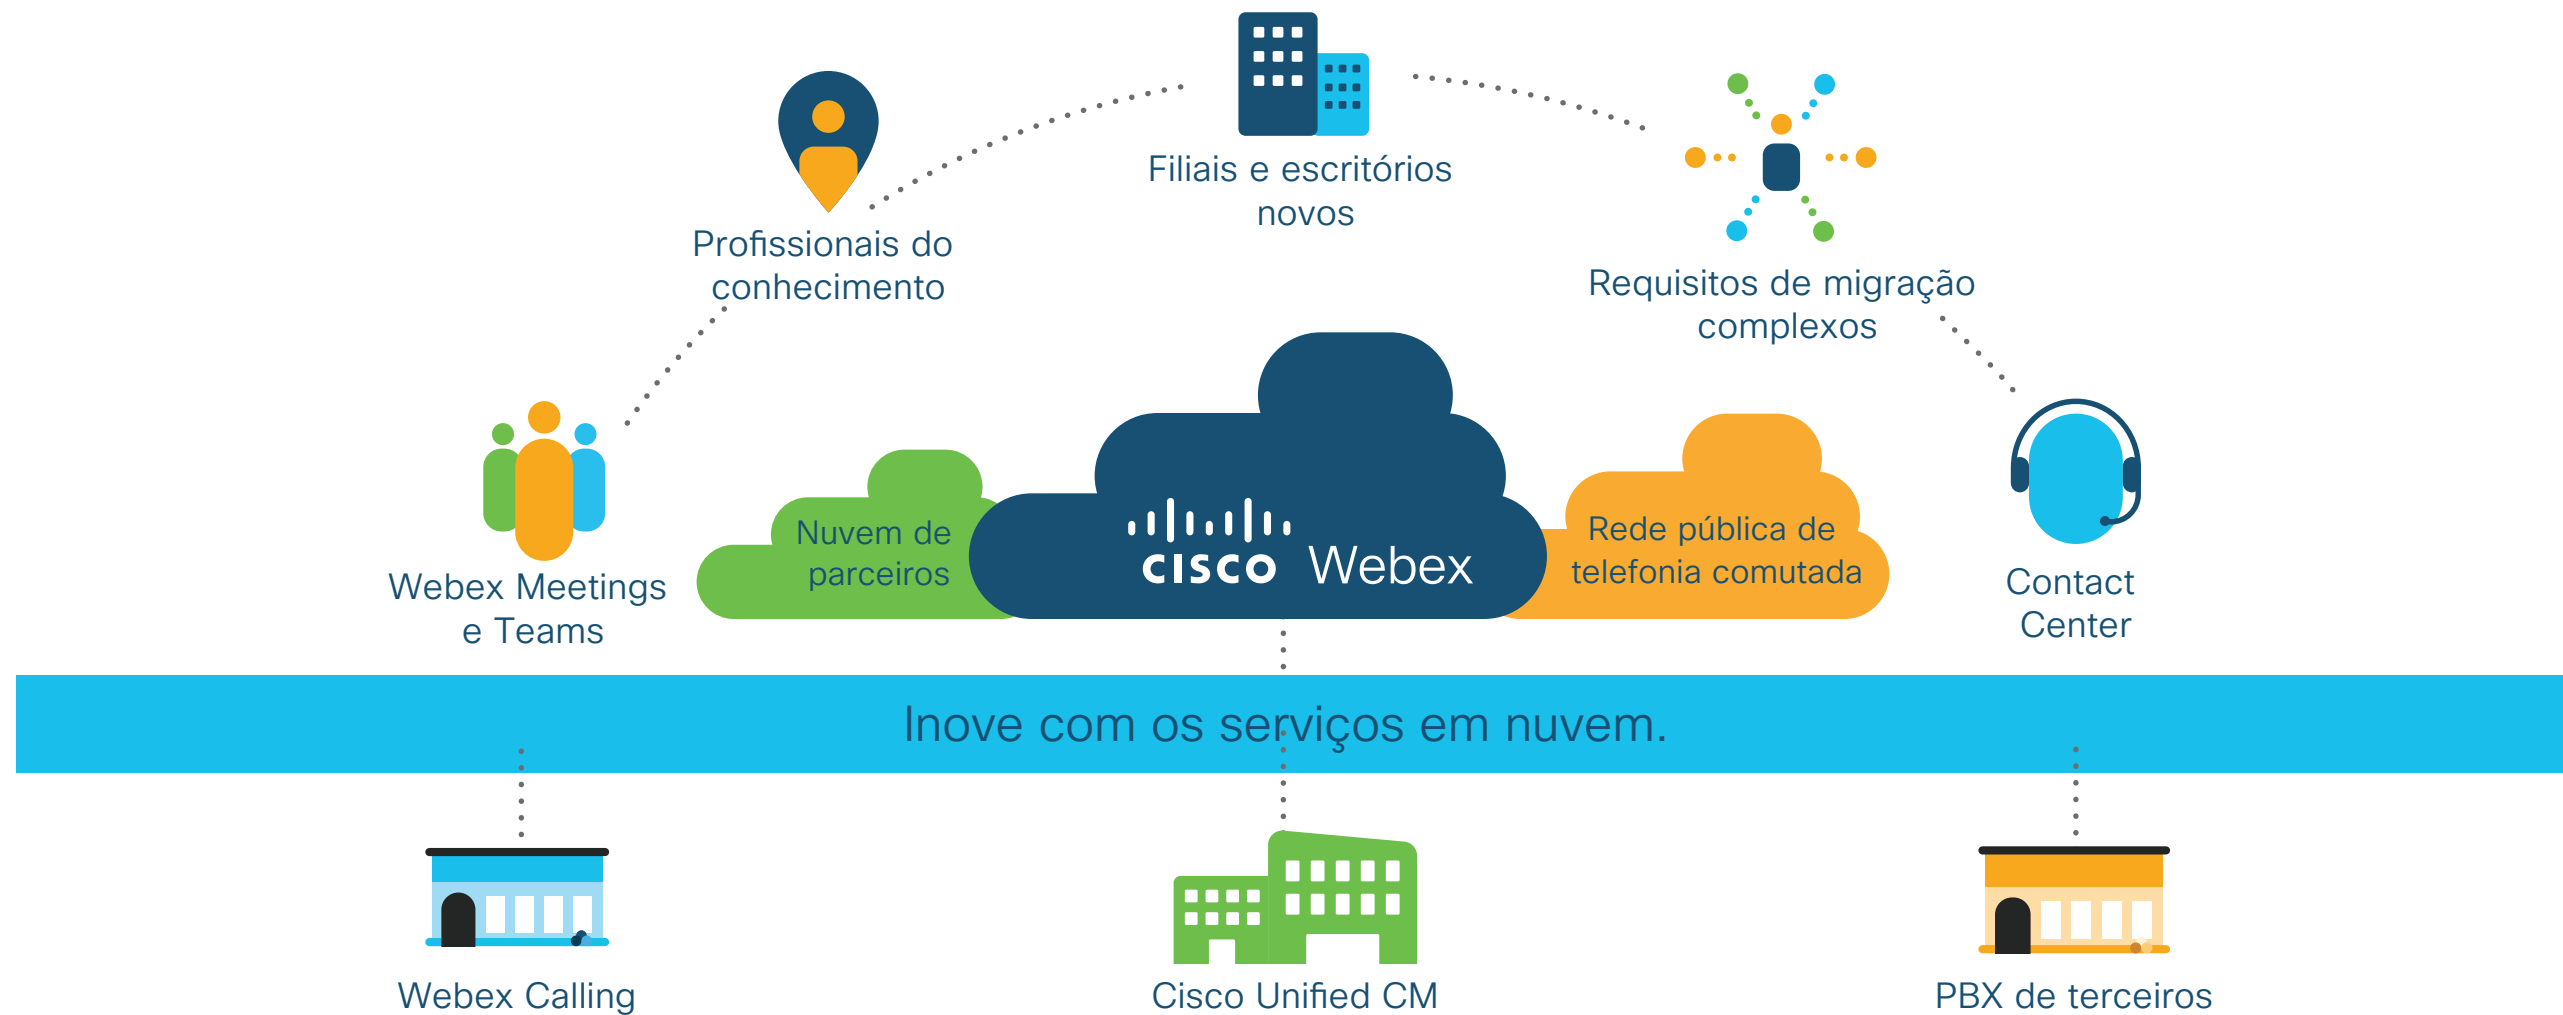 Filiais e escritórios
novos
Profissionais do
conhecimento
Requisitos de migração
complexos
Webex Meetings
e Teams
Nuvem de
parceiros
CISCO Webex
Rede pública de
telefonia comutada
Contact
Center
Inove com os serviços em nuvem.
Webex Calling
Cisco Unified CM
PBX de terceiros